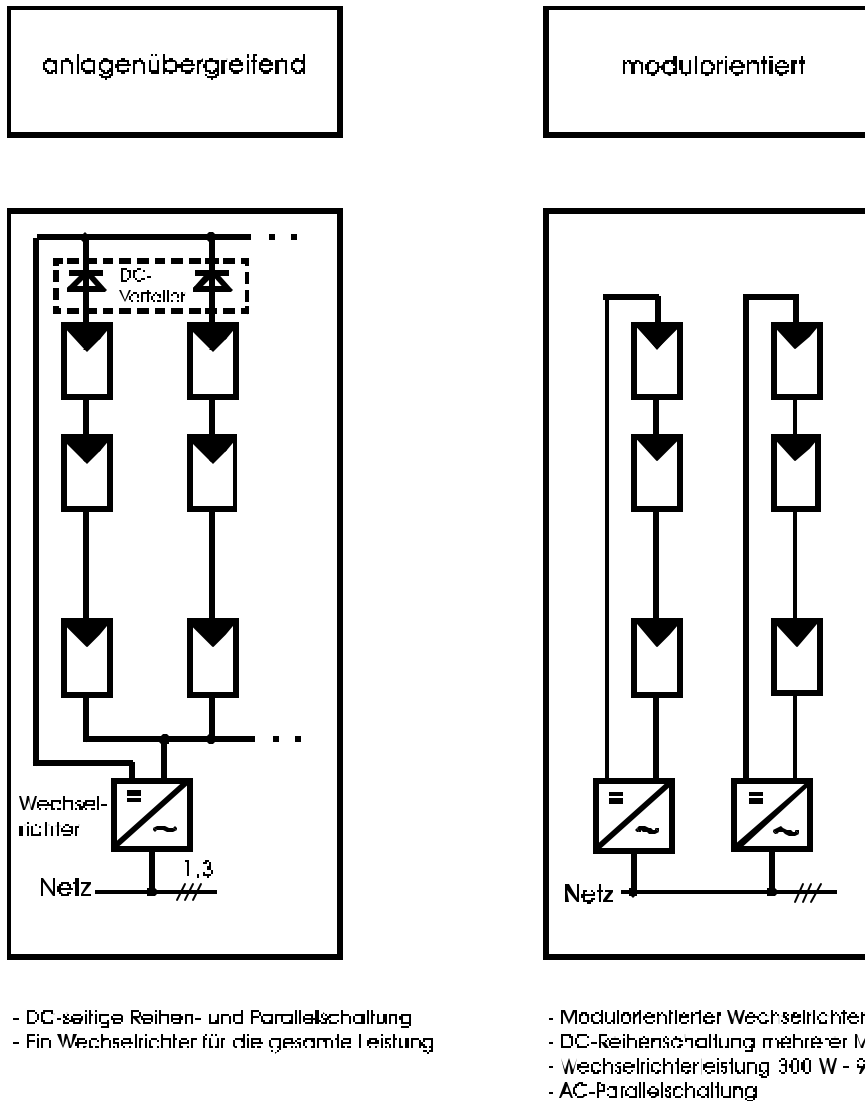 anlagenübergreifend
modulorientiert
DC-
Verteiler
Wechsel-
richter
1,3
Netz
Netz
- DC-seitige Reihen- und Parallelschaltung
- Ein Wechselrichter für die gesamte Leistung
- Modulorientierter Wechselrichter
- DC-Reihenschaltung mehrerer
- Wechselrichterleistung 300 W -
- AC-Parallelschaltung